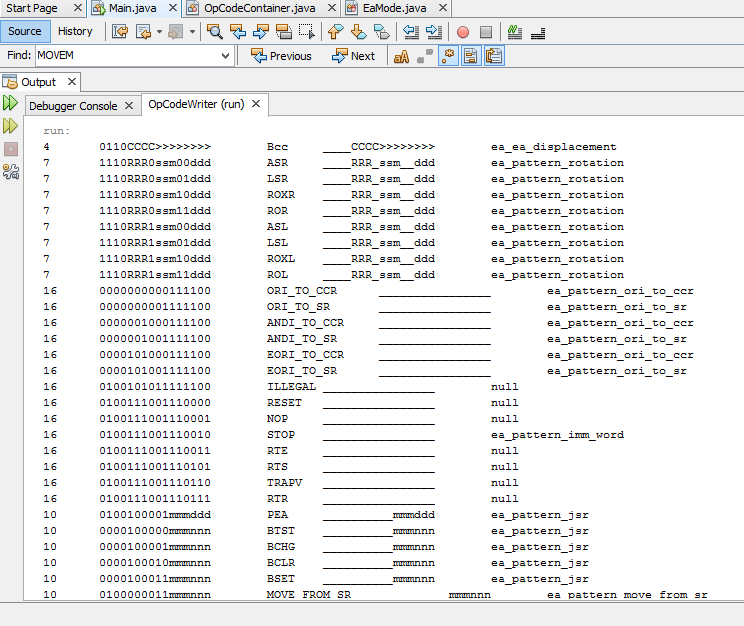 Start Page Main.java OpCodeContainer.java EaMode.java
Source History
Find: MOVEM Previous Next
Output
Debugger Console OpCodeWriter (run)
run:
4 0110CCCC>>>>>>>> Bcc ____CCCC>>>>>>>> ea_ea_displacement
7 1110RRR0ssm00ddd ASR ____RRR_ssm__ddd ea_pattern_rotation
7 1110RRR0ssm01ddd LSR ____RRR_ssm__ddd ea_pattern_rotation
7 1110RRR0ssm10ddd ROXR ____RRR_ssm__ddd ea_pattern_rotation
7 1110RRR0ssm11ddd ROR ____RRR_ssm__ddd ea_pattern_rotation
7 1110RRR1ssm00ddd ASL ____RRR_ssm__ddd ea_pattern_rotation
7 1110RRR1ssm01ddd LSL ____RRR_ssm__ddd ea_pattern_rotation
7 1110RRR1ssm10ddd ROXL ____RRR_ssm__ddd ea_pattern_rotation
7 1110RRR1ssm11ddd ROL ____RRR_ssm__ddd ea_pattern_rotation
16 0000000000111100 ORI_TO_CCR ________________ ea_pattern_ori_to_ccr
16 0000000001111100 ORI_TO_SR ________________ ea_pattern_ori_to_sr
16 0000001000111100 ANDI_TO_CCR ________________ ea_pattern_ori_to_ccr
16 0000001001111100 ANDI_TO_SR ________________ ea_pattern_ori_to_sr
16 0000101000111100 EORI_TO_CCR ________________ ea_pattern_ori_to_ccr
16 0000101001111100 EORI_TO_SR ________________ ea_pattern_ori_to_sr
16 0100101011111100 ILLEGAL ________________ null
16 0100111001110000 RESET ________________ null
16 0100111001110001 NOP ________________ null
16 0100111001110010 STOP ________________ ea_pattern_imm_word
16 0100111001110011 RTE ________________ null
16 0100111001110101 RTS ________________ null
16 0100111001110110 TRAPV ________________ null
16 0100111001110111 RTR ________________ null
10 0100100001mmmddd PEA __________mmmddd ea_pattern_jsr
10 0000100000mmmnnn BTST __________mmmnnn ea_pattern_jsr
10 0000100001mmmnnn BCHG __________mmmnnn ea_pattern_jsr
10 0000100010mmmnnn BCLR __________mmmnnn ea_pattern_jsr
10 0000100011mmmnnn BSET __________mmmnnn ea_pattern_jsr
10 0100000011mmmnnn MOVE_FROM_SR mmmnnn ea_pattern_move_from_sr